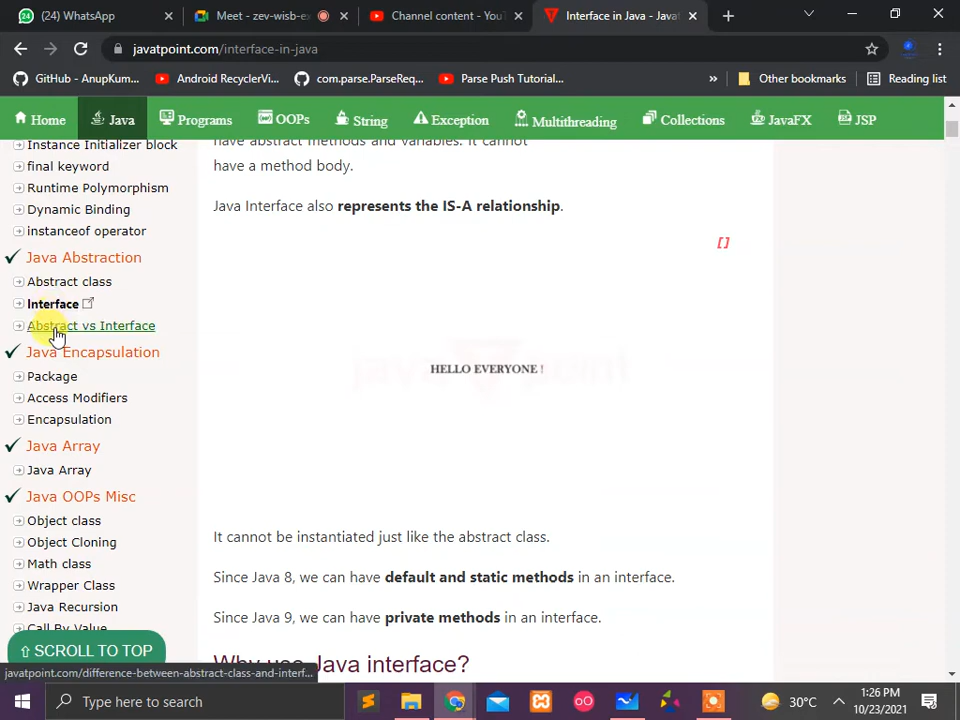 (24) WhatsApp
Meet - zev-wisb-e
Channel content - You
Interface in Java - Javat
javatpoint.com/interface-in-java
GitHub - AnupKum...
Android RecyclerVi...
com.parse.ParseReq...
Parse Push Tutorial...
»
Other bookmarks
Reading list
Home
Java
Programs
OOPs
String
Exception
Multithreading
Collections
JavaFX
JSP
Instance Initializer block
final keyword
Runtime Polymorphism
Dynamic Binding
instanceof operator
Java Abstraction
Abstract class
Interface
Abstract vs Interface
Java Encapsulation
Package
Access Modifiers
Encapsulation
Java Array
Java Array
Java OOPs Misc
Object class
Object Cloning
Math class
Wrapper Class
Java Recursion
Call By Value
⇧ SCROLL TO TOP
have abstract methods and variables. It cannot
have a method body.
Java Interface also represents the IS-A relationship.
[]
HELLO EVERYONE !
It cannot be instantiated just like the abstract class.
Since Java 8, we can have default and static methods in an interface.
Since Java 9, we can have private methods in an interface.
Why use Java interface?
javatpoint.com/difference-between-abstract-class-and-interf...
Type here to search
30°C
1:26 PM
10/23/2021